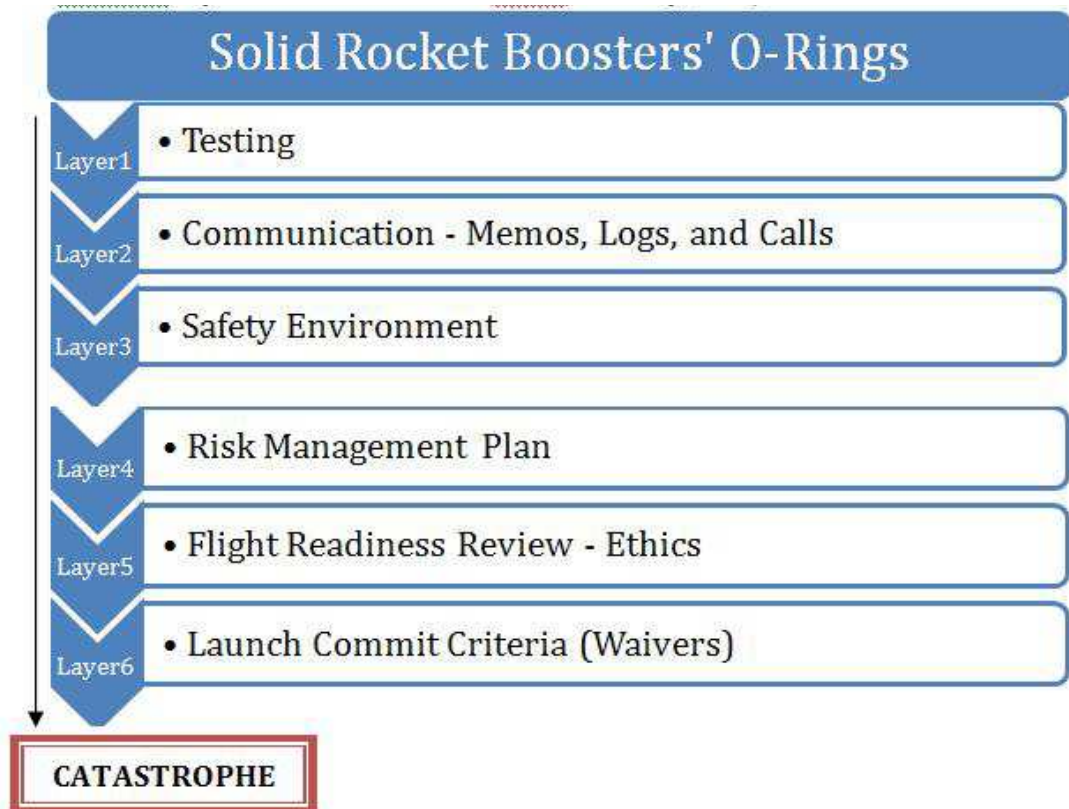 Solid Rocket Boosters' O-Rings
Layer1
• Testing
Layer2
• Communication - Memos, Logs, and Calls
Layer3
• Safety Environment
Layer4
• Risk Management Plan
Layer5
• Flight Readiness Review - Ethics
Layer6
• Launch Commit Criteria (Waivers)
CATASTROPHE